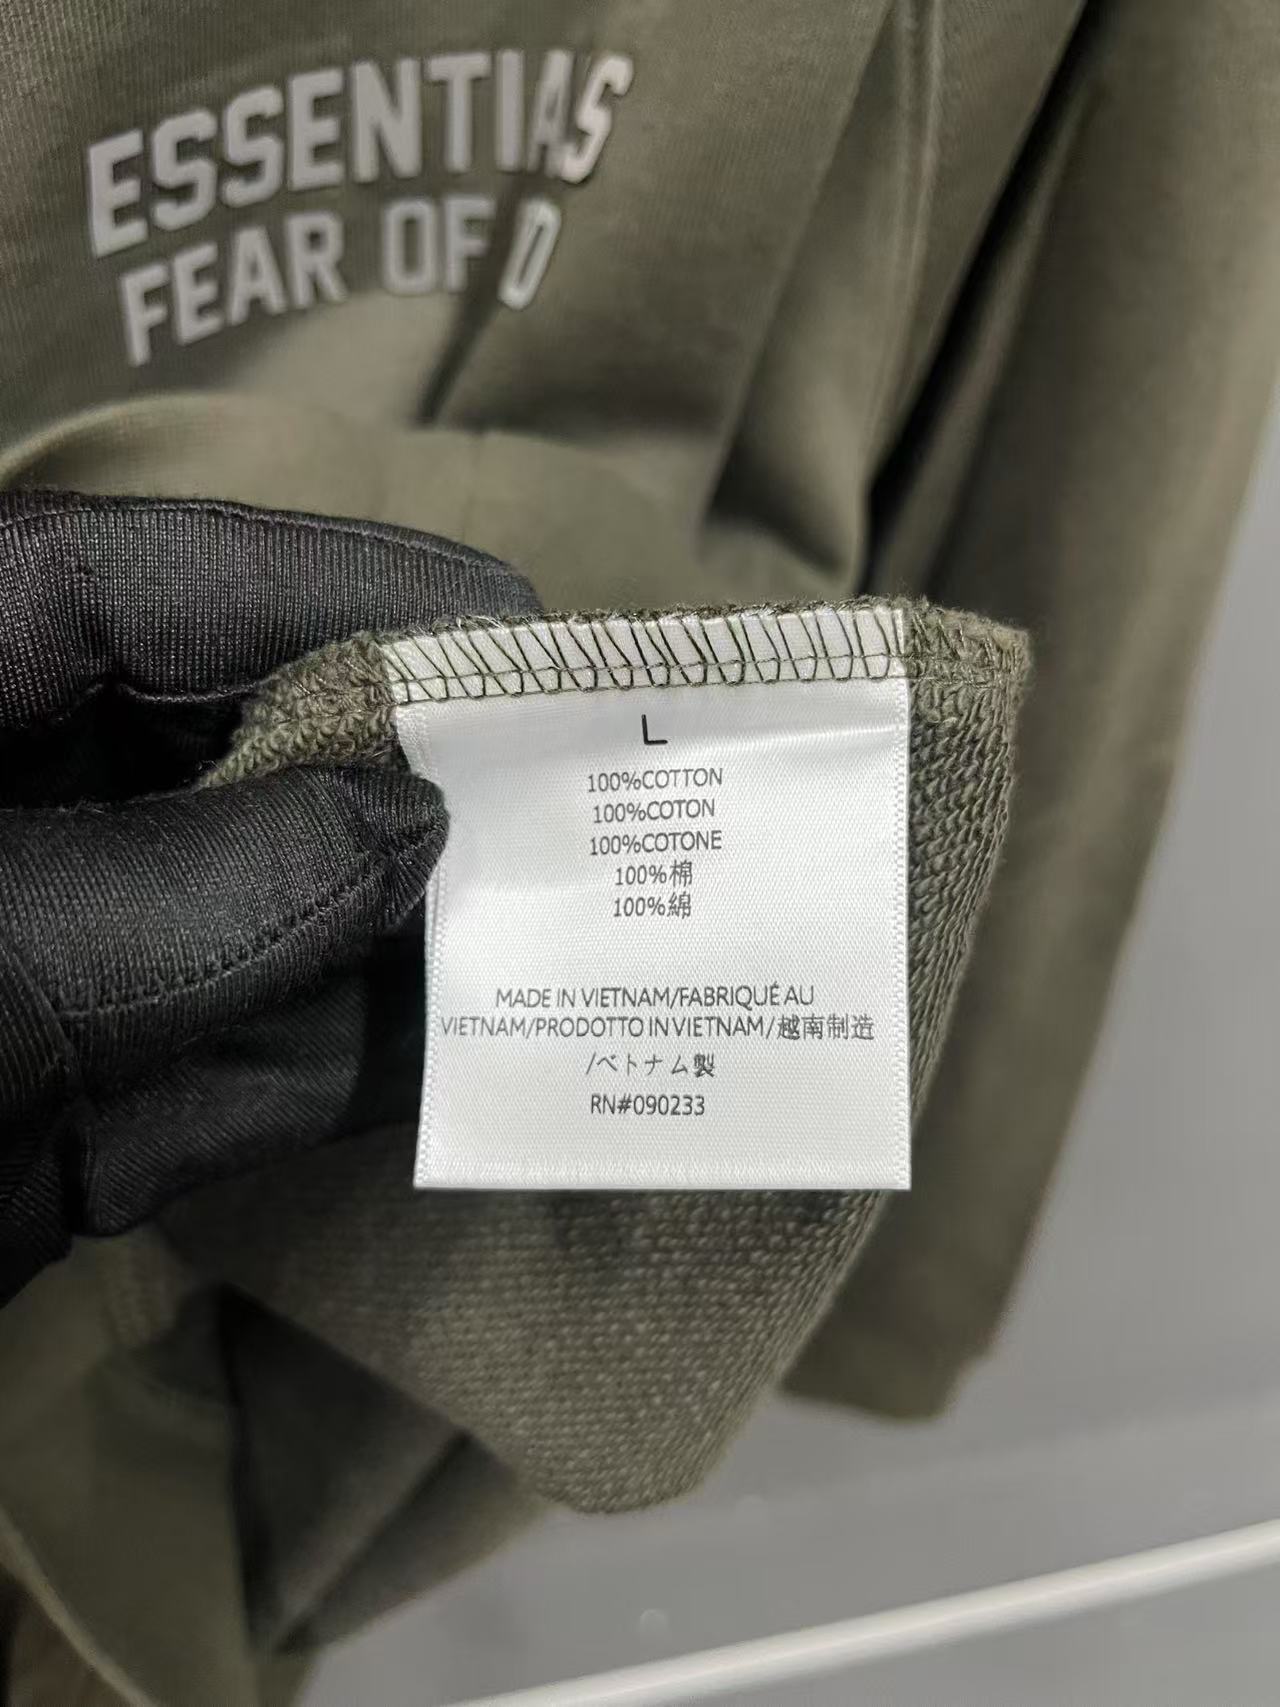 ESSENTIALS
FEAR OF
L
100%COTTON
100%COTON
100%COTONE
100%棉
100%綿
MADE IN VIETNAM/FABRIQUÉ AU
VIETNAM/PRODOTTO IN VIETNAM/越南制造
/ベトナム製
RN#090233